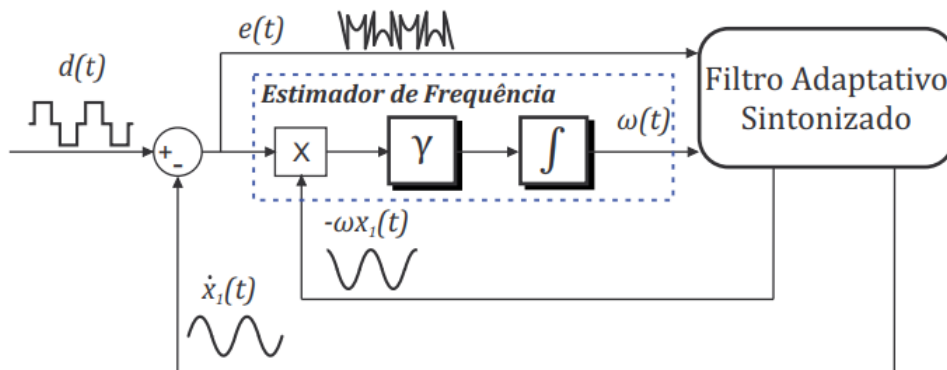 e(t)
d(t)
Estimador de Frequência
Filtro Adaptativo
Sintonizado
ω(t)
+
-
X
γ
∫
-ωx₁(t)
ẋ₁(t)